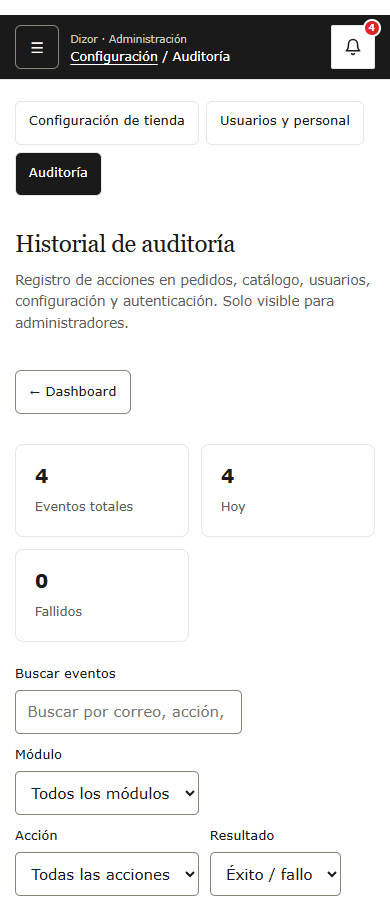 4
☰
Dizor · Administración
Configuración / Auditoría
Configuración de tienda
Usuarios y personal
Auditoría
Historial de auditoría
Registro de acciones en pedidos, catálogo, usuarios,
configuración y autenticación. Solo visible para
administradores.
← Dashboard
4
Eventos totales
4
Hoy
0
Fallidos
Buscar eventos
Buscar por correo, acción,
Módulo
Todos los módulos
Acción
Resultado
Todas las acciones
Éxito / fallo